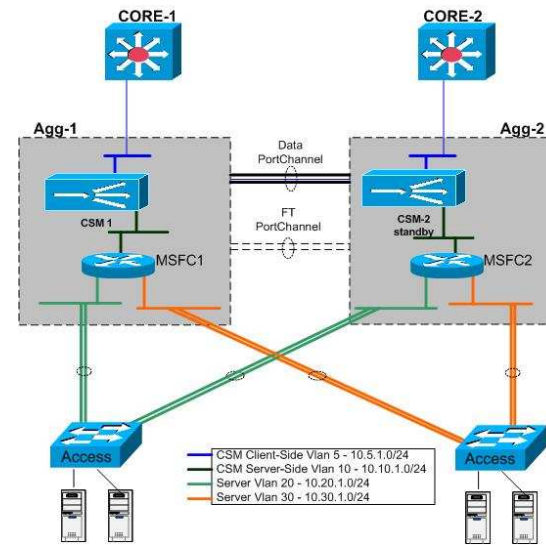 CORE-1
CORE-2
Agg-1
Agg-2
Data
PortChannel
CSM 1
FT
PortChannel
CSM-2
standby
MSFC1
MSFC2
Access
Access
CSM Client-Side Vlan 5 - 10.5.1.0/24
CSM Server-Side Vlan 10 - 10.10.1.0/24
Server Vlan 20 - 10.20.1.0/24
Server Vlan 30 - 10.30.1.0/24